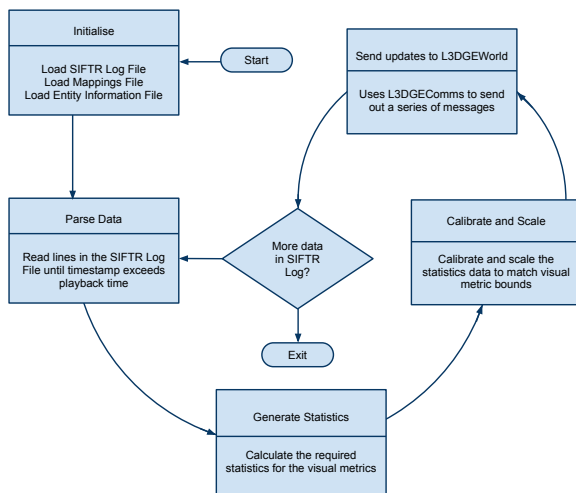 Initialise
Load SIFTR Log File
Load Mappings File
Load Entity Information File
Start
Send updates to L3DGEWorld
Uses L3DGEComms to send
out a series of messages
Parse Data
Read lines in the SIFTR Log
File until timestamp exceeds
playback time
More data
in SIFTR
Log?
Calibrate and Scale
Calibrate and scale the
statistics data to match visual
metric bounds
Exit
Generate Statistics
Calculate the required
statistics for the visual metrics